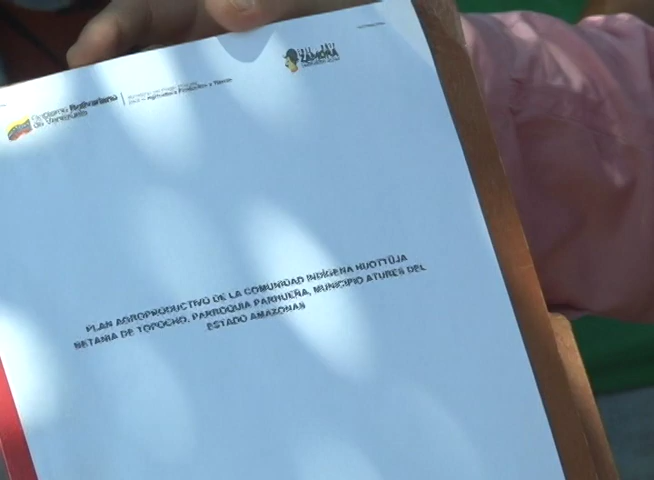 Gobierno Bolivariano
de Venezuela
ZAMORA
PLAN AGROPRODUCTIVO DE LA COMUNIDAD INDÍGENA HUOTTÜJA
BETANIA DE TOPOCHO, PARROQUIA PARHUEÑA, MUNICIPIO ATURES DEL
ESTADO AMAZONAS